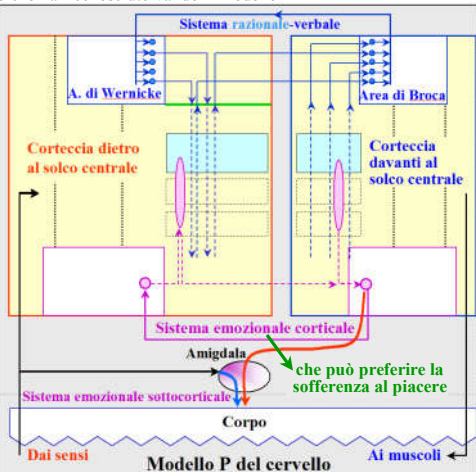 Sistema razionale-verbale
A. di Wernicke
Area di Broca
Corteccia dietro
al solco centrale
Corteccia
davanti al
solco centrale
Sistema emozionale corticale
Amigdala
che può preferire la
sofferenza al piacere
Sistema emozionale sottocorticale
Corpo
Dai sensi
Ai muscoli
Modello P del cervello